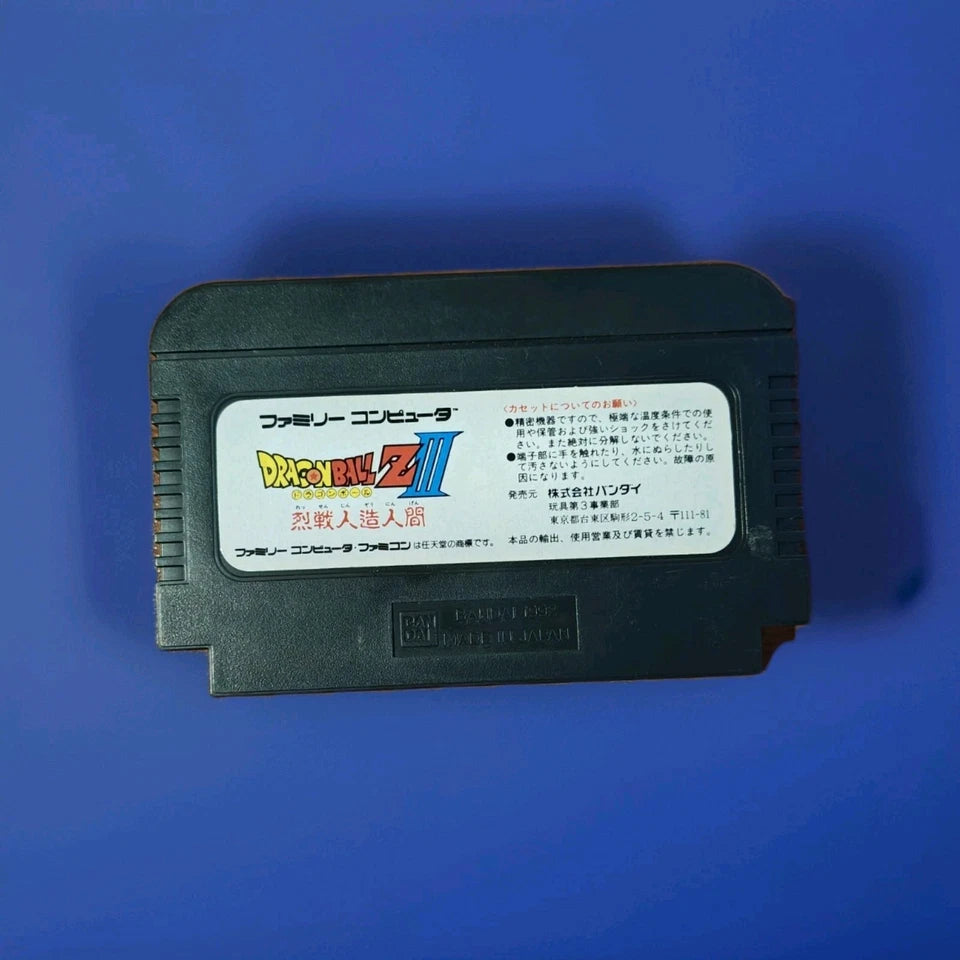 ファミリー コンピュータ™
DRAGON BALL Z III
ドラゴンボール
れっ せん じん ぞう にん げん
烈戦人造人間
ファミリー コンピュータ・ファミコン は任天堂の商標です。
〈カセットについてのお願い〉
●精密機器ですので、極端な温度条件での使
用や保管および強いショックをさけてくだ
さい。また絶対に分解しないでください。
●端子部に手を触れたり、水にぬらしたりし
て汚さないようにしてください。故障の原
因になります。
発売元 株式会社バンダイ
玩具第3事業部
東京都台東区駒形2-5-4 〒111-81
本品の輸出、使用営業及び賃貸を禁じます。
BAN
DAI
BANDAI 1992
MADE IN JAPAN